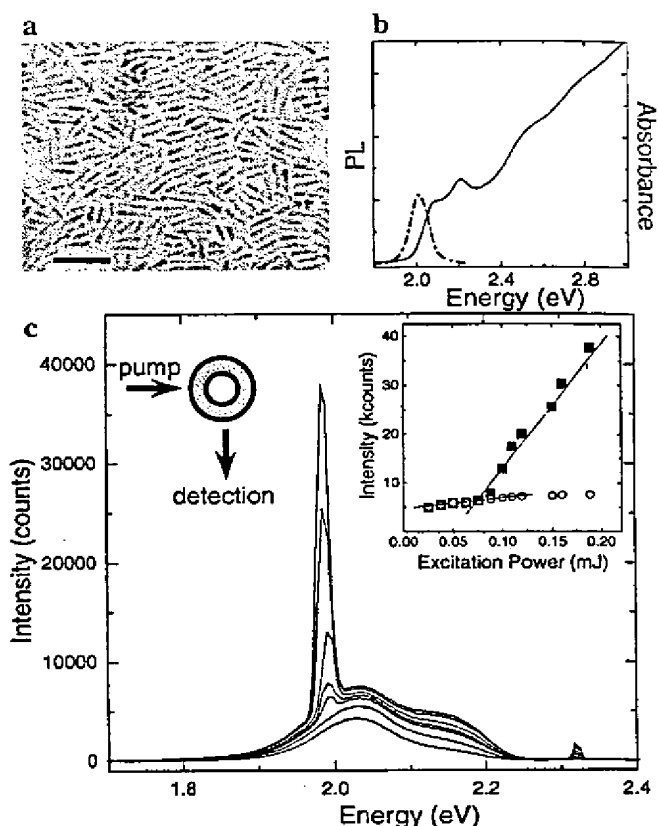 a
b
PL
Absorbance
2.0 2.4 2.8
Energy (eV)
c
40000
30000
20000
10000
0
Intensity (counts)
pump
detection
40
30
20
10
Intensity (kcounts)
0.00 0.05 0.10 0.15 0.20
Excitation Power (mJ)
1.8 2.0 2.2 2.4
Energy (eV)